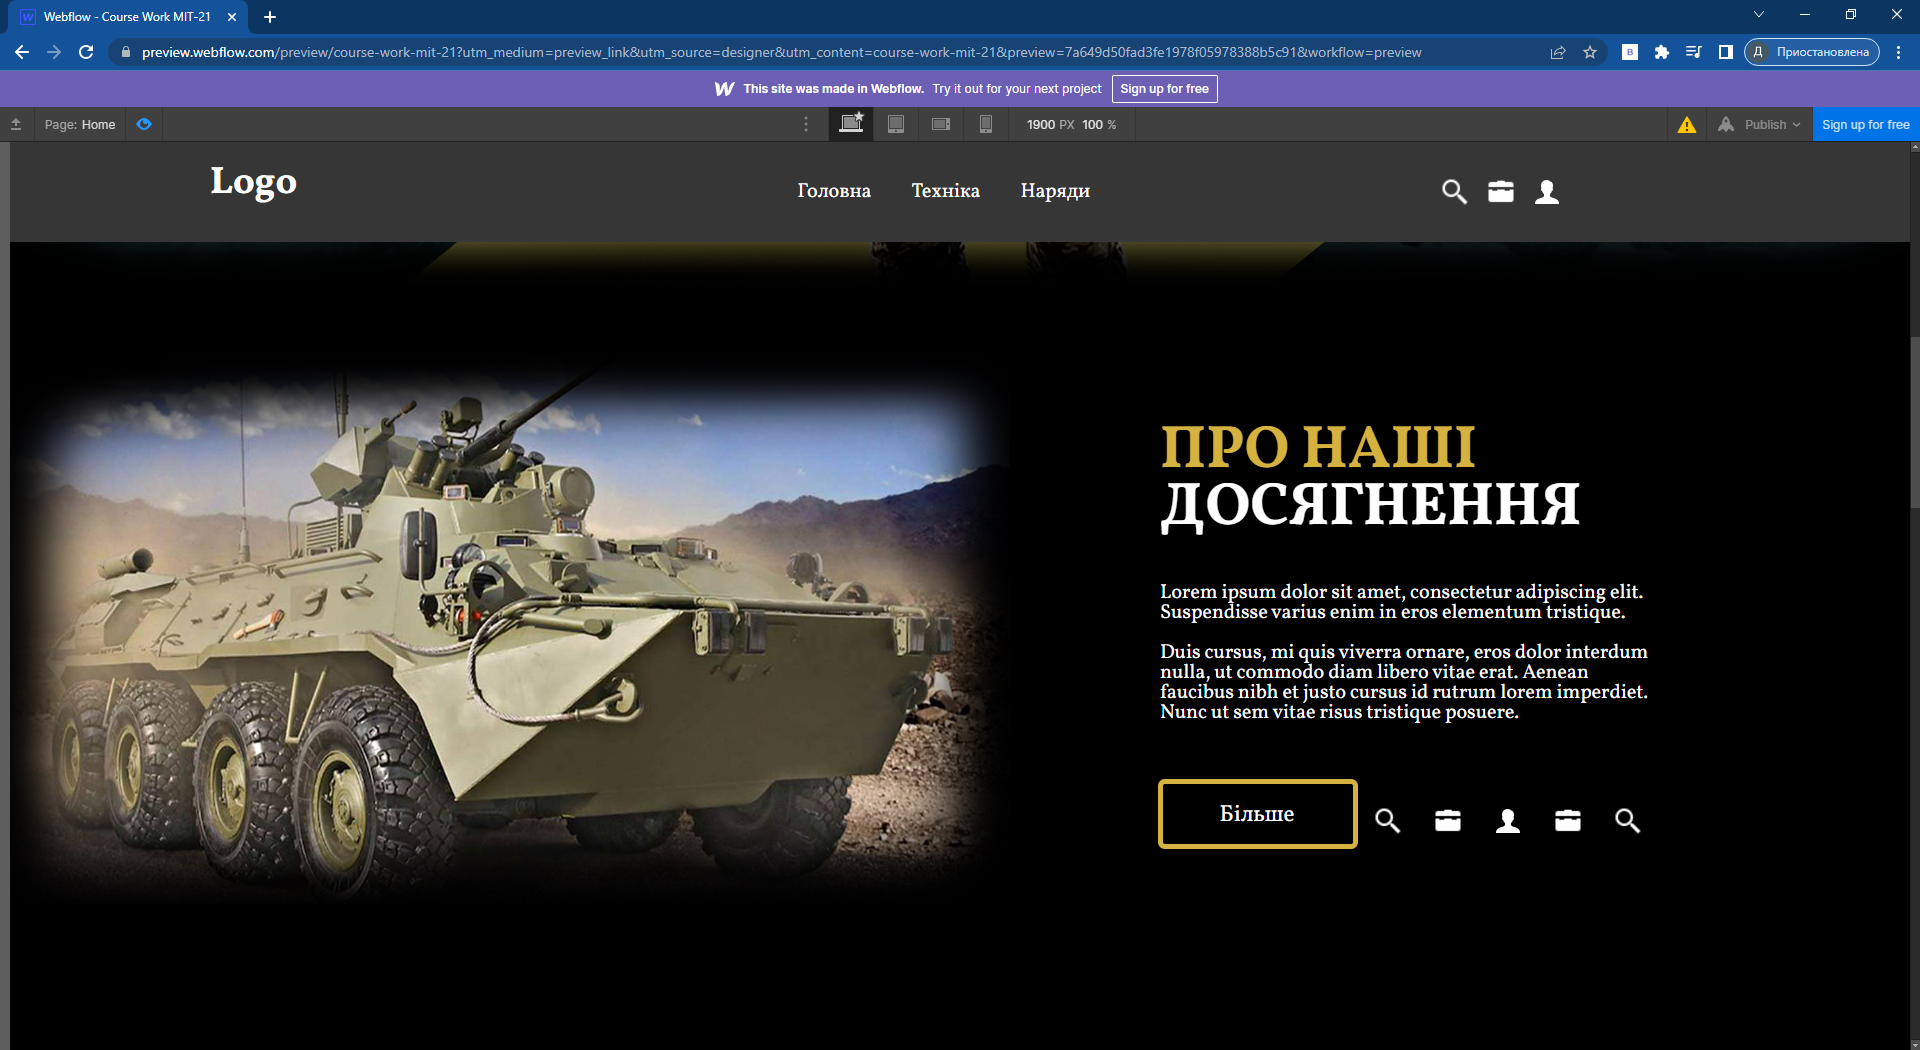 Webflow - Course Work MIT-21
preview.webflow.com/preview/course-work-mit-21?utm_medium=preview_link&utm_source=designer&utm_content=course-work-mit-21&preview=7a649d50fad3fe1978f05978388b5c91&workflow=preview
B
Д Приостановлена
This site was made in Webflow. Try it out for your next project Sign up for free
Page: Home
1900 PX 100 %
Publish
Sign up for free
Logo
Головна Техніка Наряди
ПРО НАШІ
ДОСЯГНЕННЯ
Lorem ipsum dolor sit amet, consectetur adipiscing elit.
Suspendisse varius enim in eros elementum tristique.
Duis cursus, mi quis viverra ornare, eros dolor interdum
nulla, ut commodo diam libero vitae erat. Aenean
faucibus nibh et justo cursus id rutrum lorem imperdiet.
Nunc ut sem vitae risus tristique posuere.
Більше